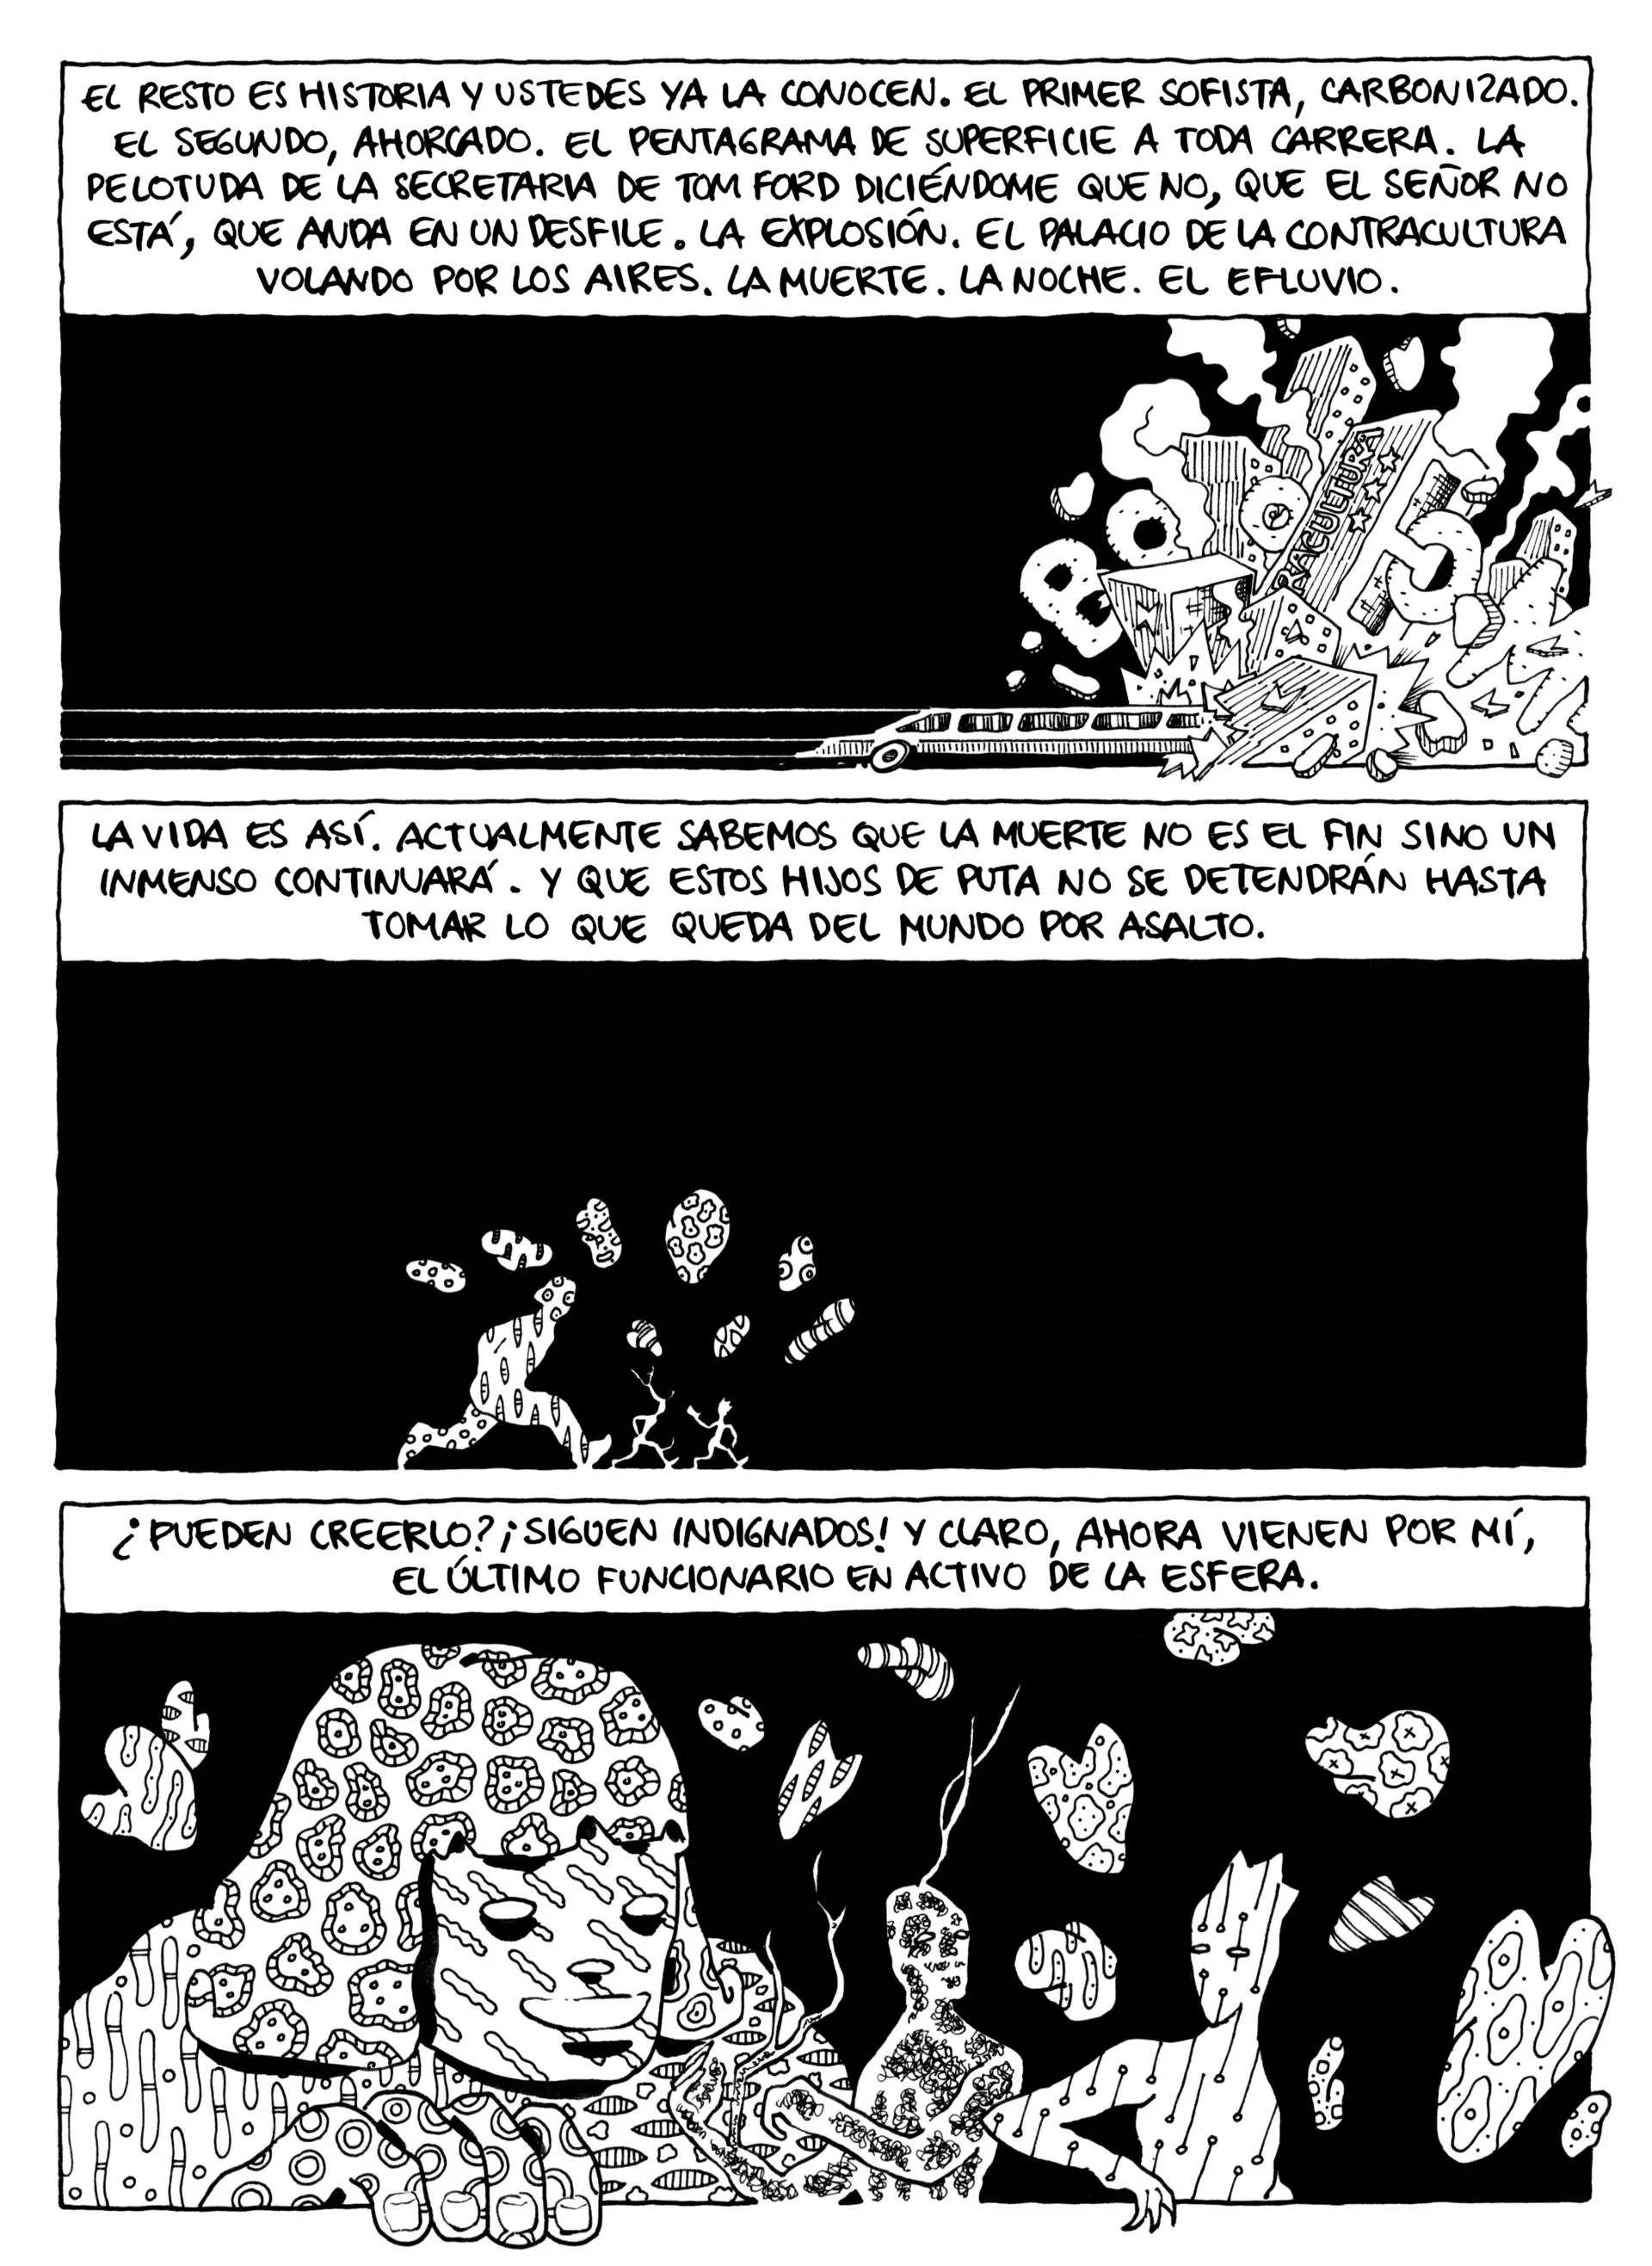 EL RESTO ES HISTORIA Y USTEDES YA LA CONOCEN. EL PRIMER SOFISTA, CARBONIZADO.
EL SEGUNDO, AHORCADO. EL PENTAGRAMA DE SUPERFICIE A TODA CARRERA. LA
PELOTUDA DE LA SECRETARIA DE TOM FORD DICIÉNDOME QUE NO, QUE EL SEÑOR NO
ESTÁ, QUE ANDA EN UN DESFILE. LA EXPLOSIÓN. EL PALACIO DE LA CONTRACULTURA
VOLANDO POR LOS AIRES. LA MUERTE. LA NOCHE. EL EFLUVIO.
RACULTURA
LA VIDA ES ASÍ. ACTUALMENTE SABEMOS QUE LA MUERTE NO ES EL FIN SINO UN
INMENSO CONTINUARÁ. Y QUE ESTOS HIJOS DE PUTA NO SE DETENDRÁN HASTA
TOMAR LO QUE QUEDA DEL MUNDO POR ASALTO.
¿PUEDEN CREERLO? ¡SIGUEN INDIGNADOS! Y CLARO, AHORA VIENEN POR MÍ,
EL ÚLTIMO FUNCIONARIO EN ACTIVO DE LA ESFERA.